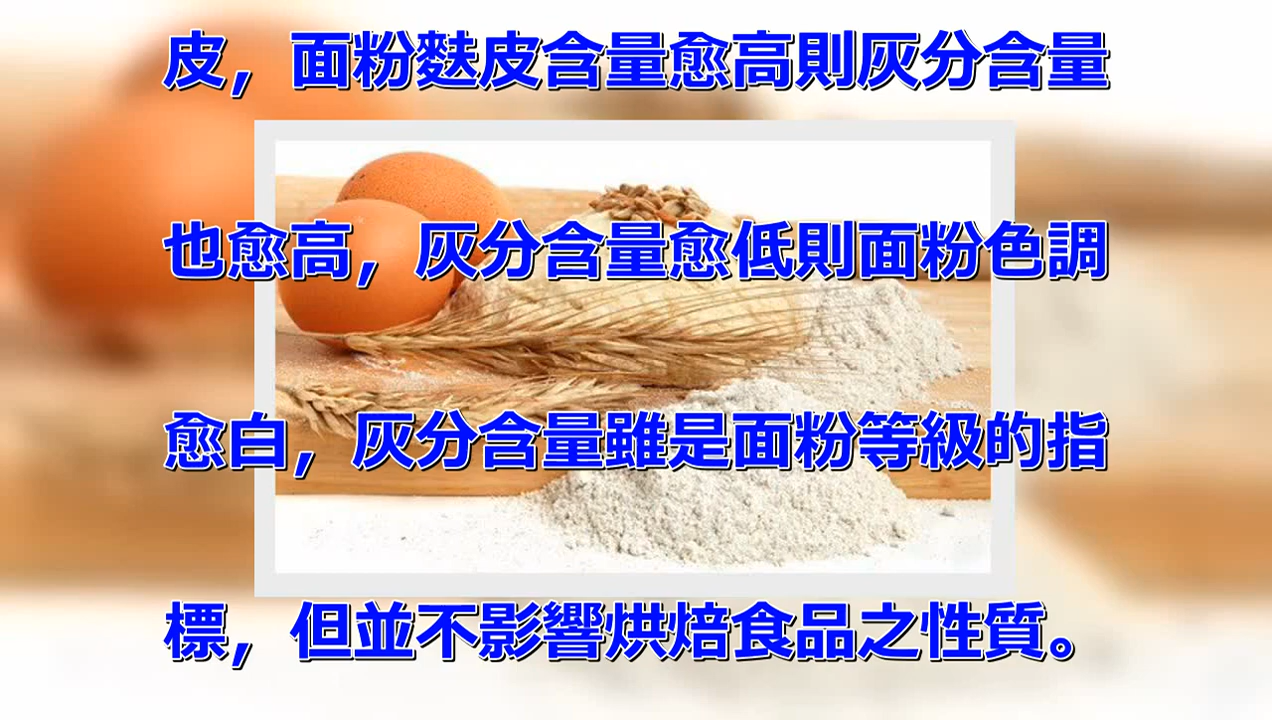 皮，面粉麩皮含量愈高則灰分含量
也愈高，灰分含量愈低則面粉色調
愈白，灰分含量雖是面粉等級的指
標，但並不影響烘焙食品之性質。